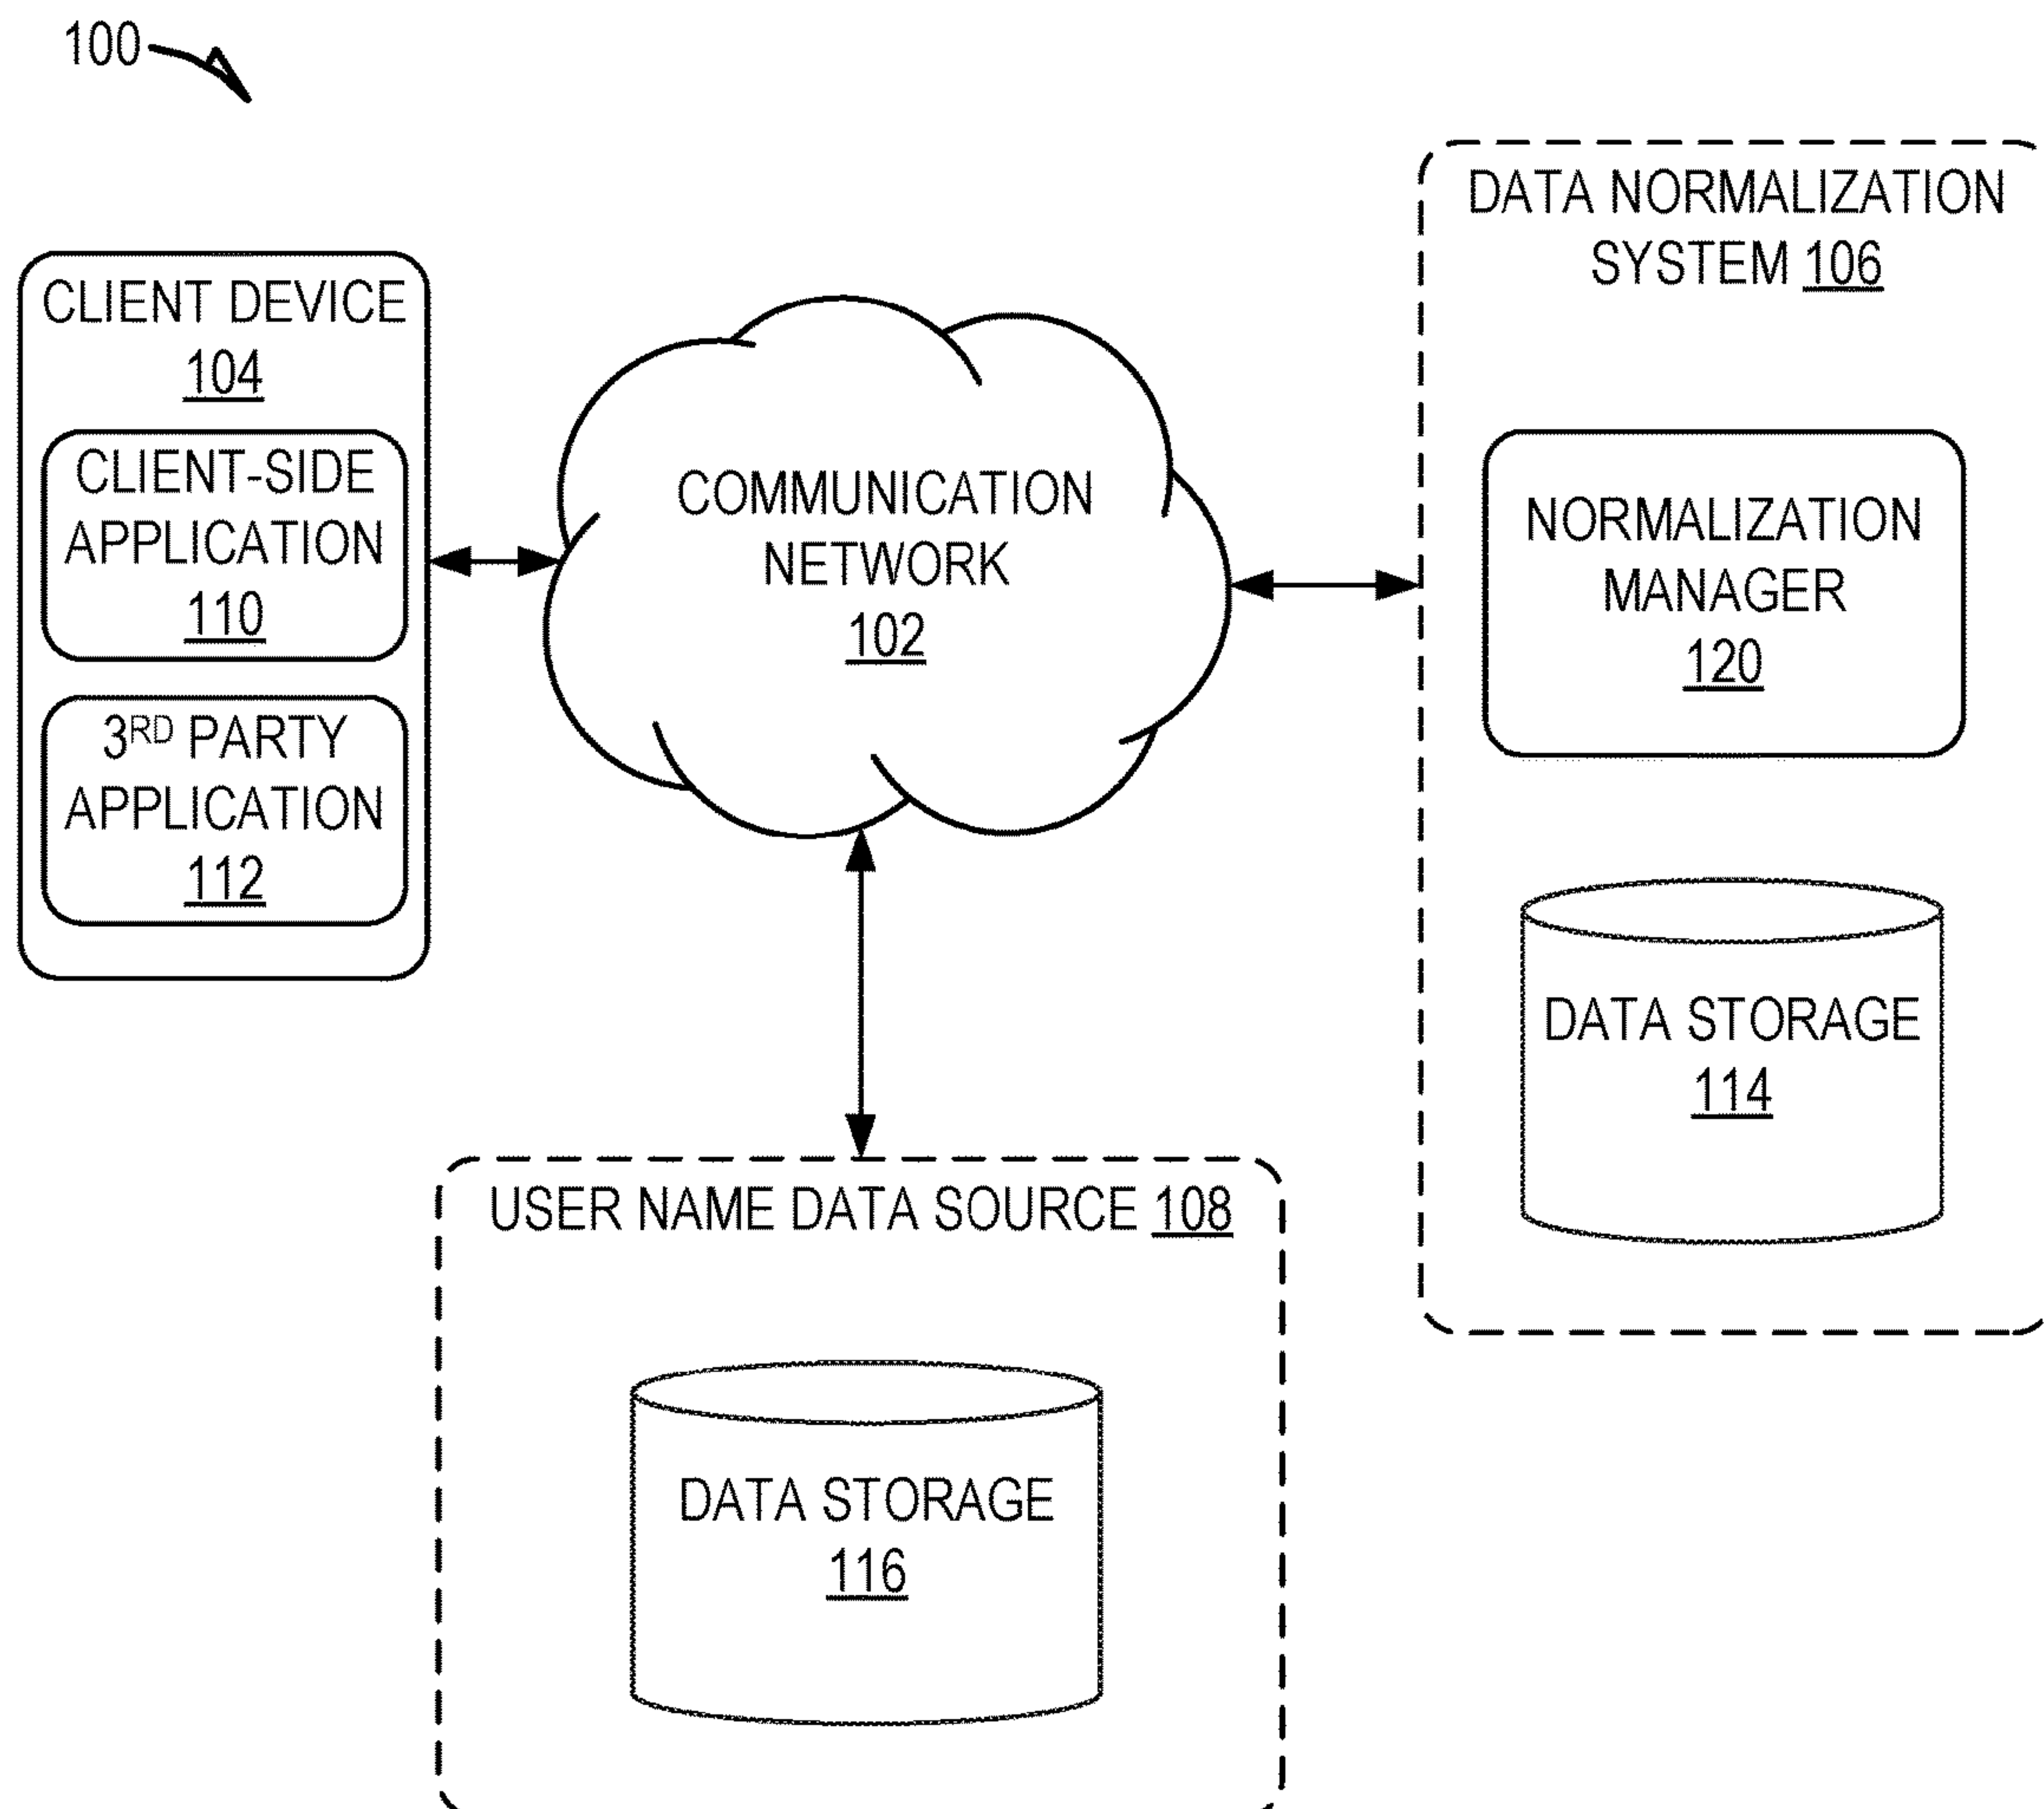 100
CLIENT DEVICE
104
CLIENT-SIDE
APPLICATION
110
3RD PARTY
APPLICATION
112
COMMUNICATION
NETWORK
102
DATA NORMALIZATION
SYSTEM 106
NORMALIZATION
MANAGER
120
DATA STORAGE
114
USER NAME DATA SOURCE 108
DATA STORAGE
116